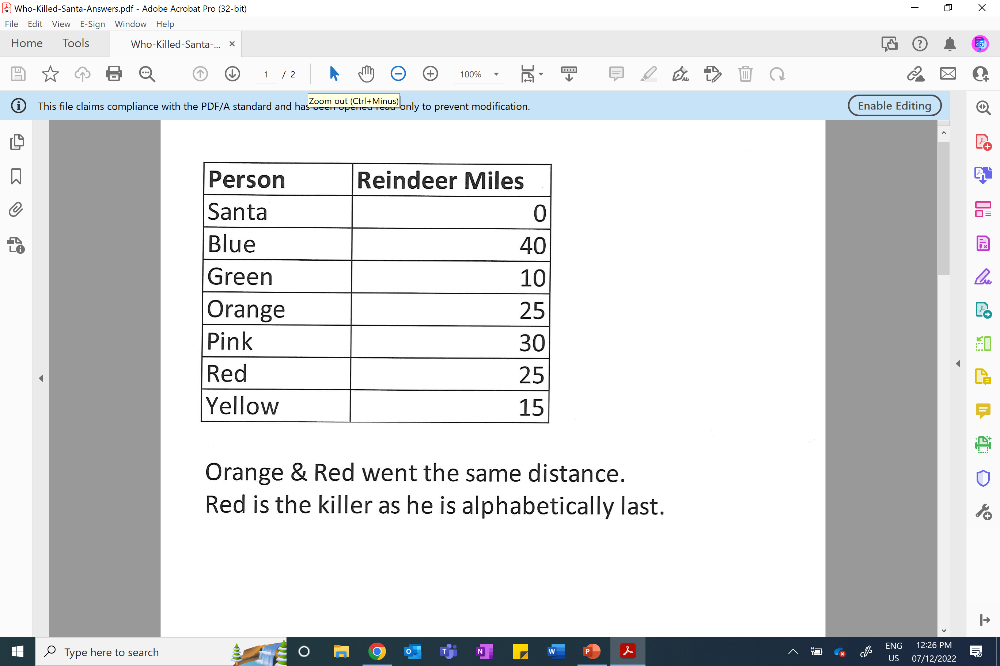 Who-Killed-Santa-Answers.pdf - Adobe Acrobat Pro (32-bit)
File Edit View E-Sign Window Help
Home Tools Who-Killed-Santa-... ×
1 / 2 100%
Zoom out (Ctrl+Minus)
This file claims compliance with the PDF/A standard and has been opened read-only to prevent modification. Enable Editing
Person Reindeer Miles
Santa 0
Blue 40
Green 10
Orange 25
Pink 30
Red 25
Yellow 15
Orange & Red went the same distance.
Red is the killer as he is alphabetically last.
Type here to search
ENG 12:26 PM
US 07/12/2022